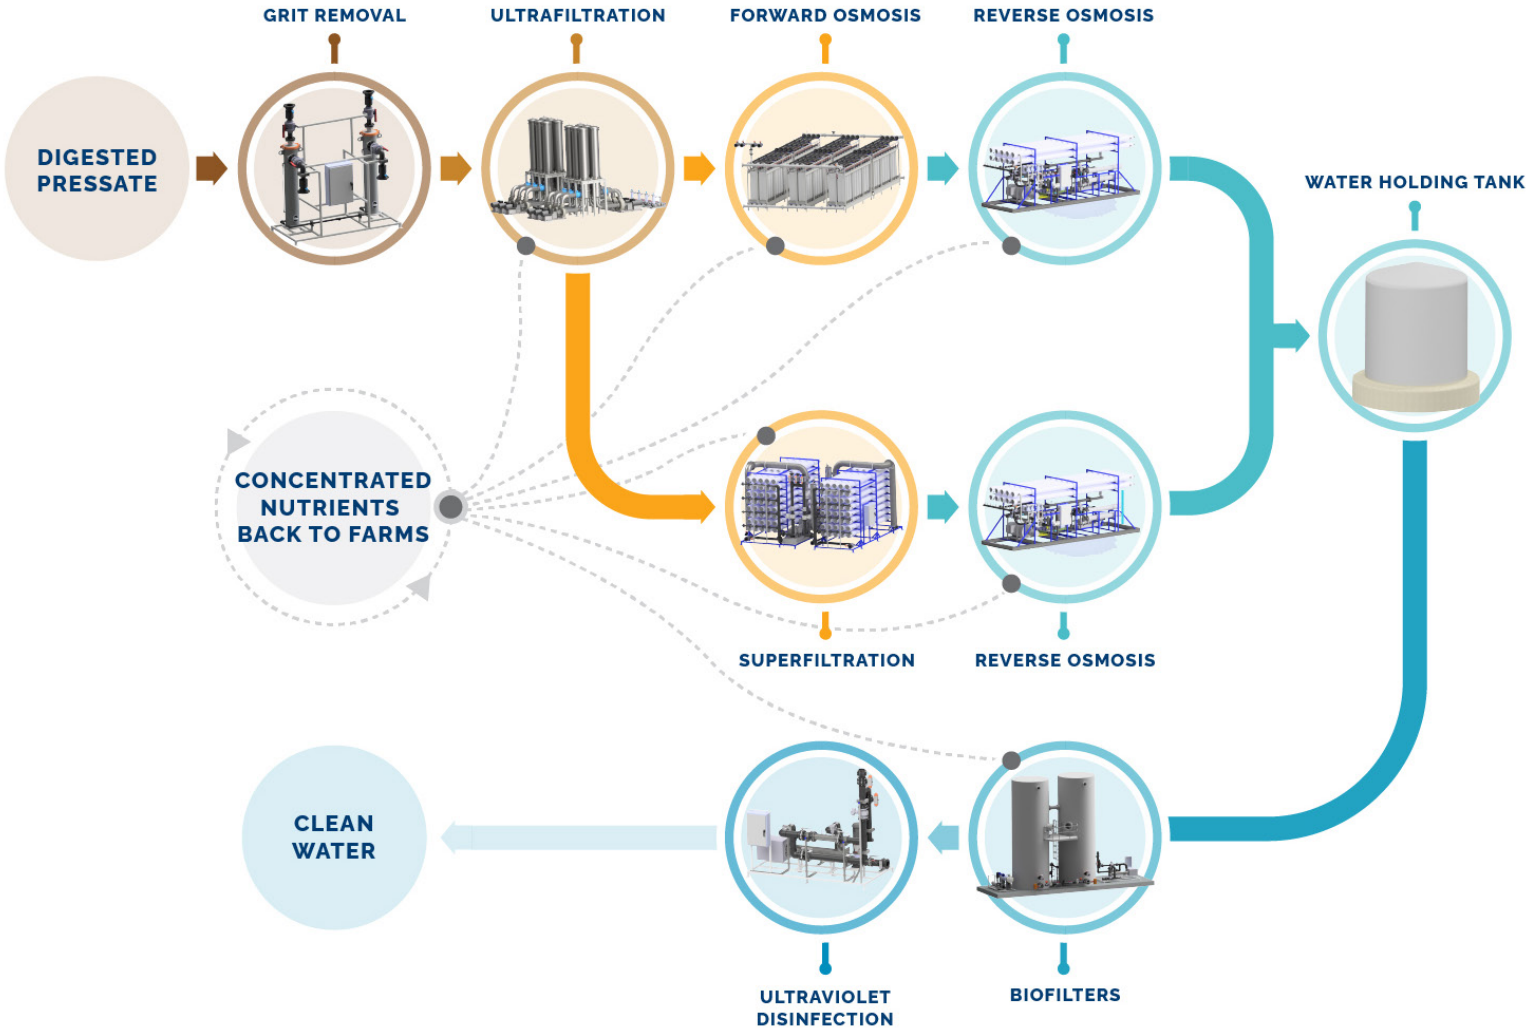 GRIT REMOVAL
ULTRAFILTRATION
FORWARD OSMOSIS
REVERSE OSMOSIS
DIGESTED
PRESSATE
WATER HOLDING TANK
CONCENTRATED
NUTRIENTS
BACK TO FARMS
SUPERFILTRATION
REVERSE OSMOSIS
CLEAN
WATER
ULTRAVIOLET
DISINFECTION
BIOFILTERS